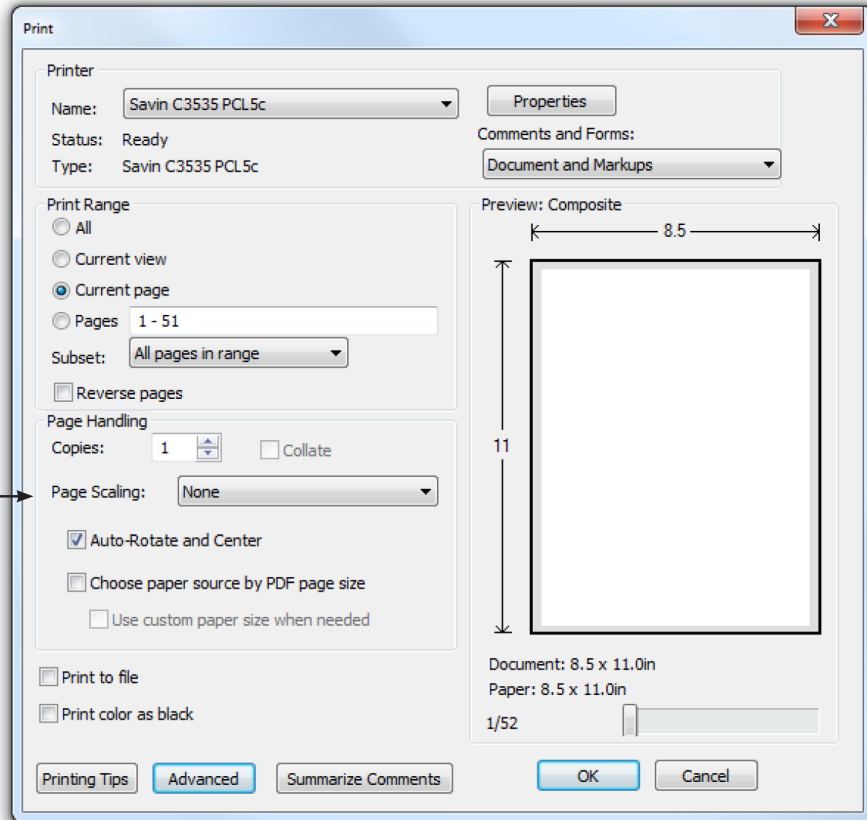 Print
Printer
Name: Savin C3535 PCL5c Properties
Status: Ready Comments and Forms:
Type: Savin C3535 PCL5c Document and Markups
Print Range
All
Current view
Current page
Pages 1 - 51
Subset: All pages in range
Reverse pages
Page Handling
Copies: 1 Collate
Page Scaling: None
Auto-Rotate and Center
Choose paper source by PDF page size
Use custom paper size when needed
Print to file
Print color as black
Preview: Composite
8.5
11
Document: 8.5 x 11.0in
Paper: 8.5 x 11.0in
1/52
Printing Tips Advanced Summarize Comments OK Cancel